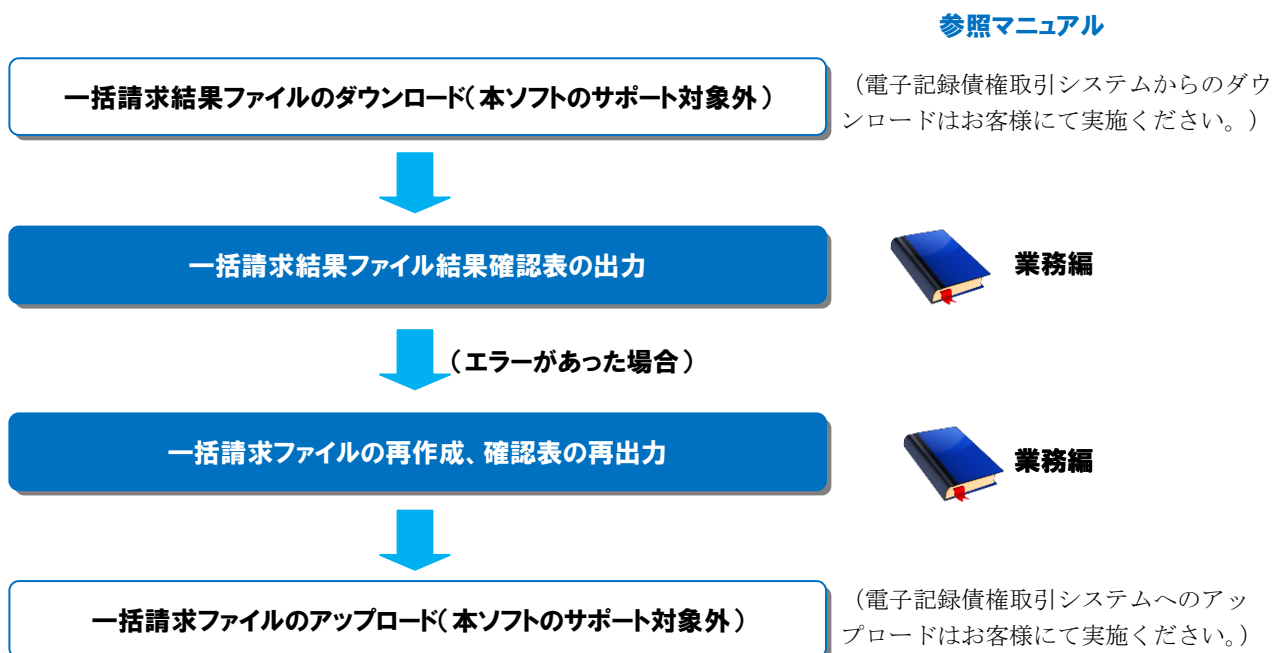 参照マニュアル
一括請求結果ファイルのダウンロード(本ソフトのサポート対象外)
(電子記録債権取引システムからのダウ
ンロードはお客様にて実施ください。)
一括請求結果ファイル結果確認表の出力
業務編
(エラーがあった場合)
一括請求ファイルの再作成、確認表の再出力
業務編
一括請求ファイルのアップロード(本ソフトのサポート対象外)
(電子記録債権取引システムへのアッ
プロードはお客様にて実施ください。)